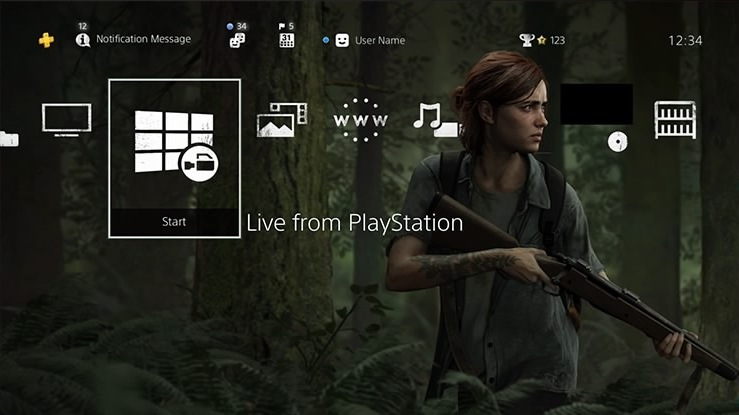 12
Notification Message
34
5
31
User Name
123
12:34
www
Start
Live from PlayStation